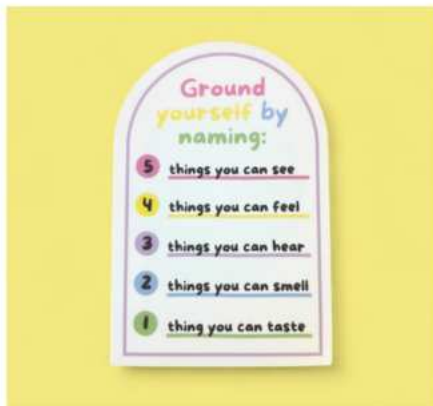 Ground
yourself by
naming:
5 things you can see
4 things you can feel
3 things you can hear
2 things you can smell
1 thing you can taste